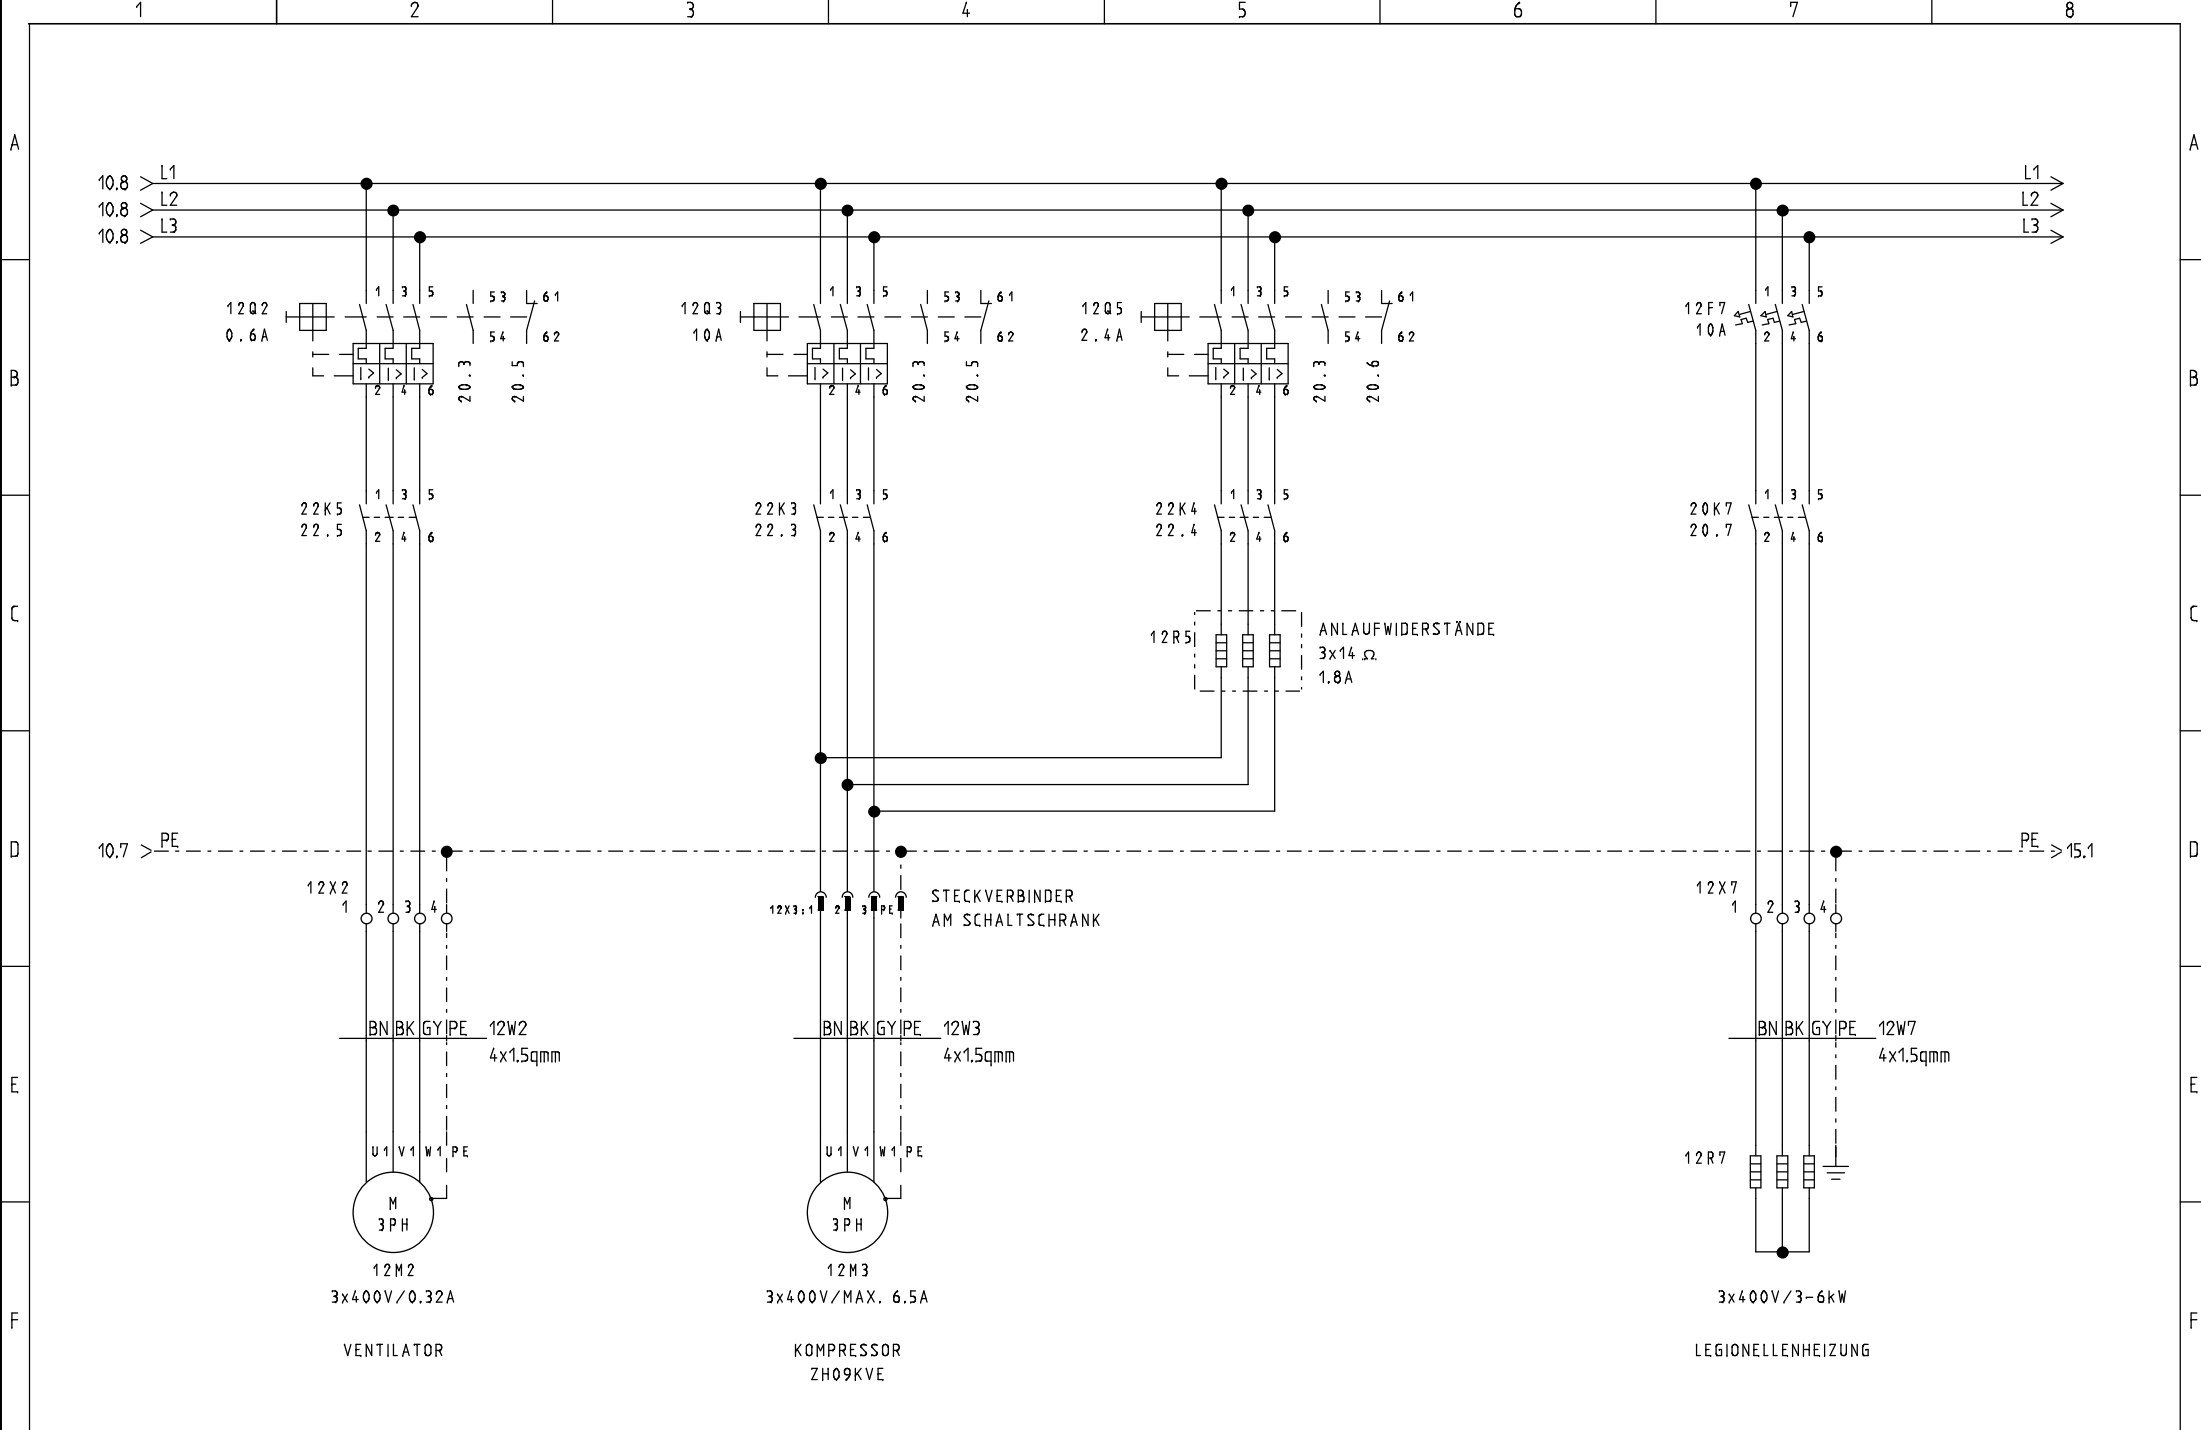 1 2 3 4 5 6 7 8
A A
10.8 L1 L1
10.8 L2 L2
10.8 L3 L3
1 3 5 53 61 1 3 5 53 61 1 3 5 53 61 1 3 5
12Q2 12Q3 12Q5 12F7
0.6A 54 62 10A 54 62 2.4A 54 62 10A 2 4 6
I> I> I> I> I> I> I> I> I>
B 20.3 20.5 20.3 20.5 20.3 20.6 B
2 4 6 2 4 6 2 4 6
1 3 5 1 3 5 1 3 5 1 3 5
22K5 22K3 22K4 20K7
22.5 22.3 22.4 20.7
2 4 6 2 4 6 2 4 6 2 4 6
C C
12R5 ANLAUFWIDERSTÄNDE
3x14 Ω
1.8A
D 10.7 PE PE 15.1 D
12X2 12X7
1 2 3 4 12X3:1 2 3 PE 1 2 3 4
STECKVERBINDER
AM SCHALTSCHRANK
BN BK GY PE 12W2 BN BK GY PE 12W3 BN BK GY PE 12W7
4x1.5qmm 4x1.5qmm 4x1.5qmm
E E
U1 V1 W1 PE U1 V1 W1 PE 12R7
M M
3PH 3PH
12M2 12M3
3x400V/0.32A 3x400V/MAX. 6.5A 3x400V/3-6kW
F F
VENTILATOR KOMPRESSOR LEGIONELLENHEIZUNG
ZH09KVE